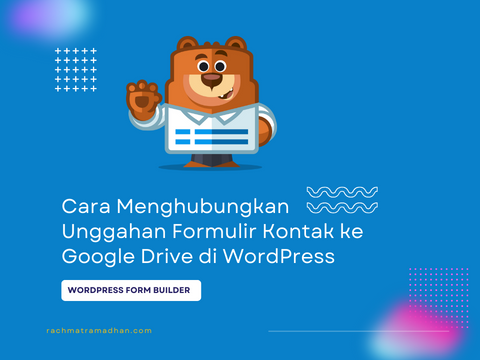 Cara Menghubungkan
Unggahan Formulir Kontak ke
Google Drive di WordPress
WORDPRESS FORM BUILDER
rachmatramadhan.com